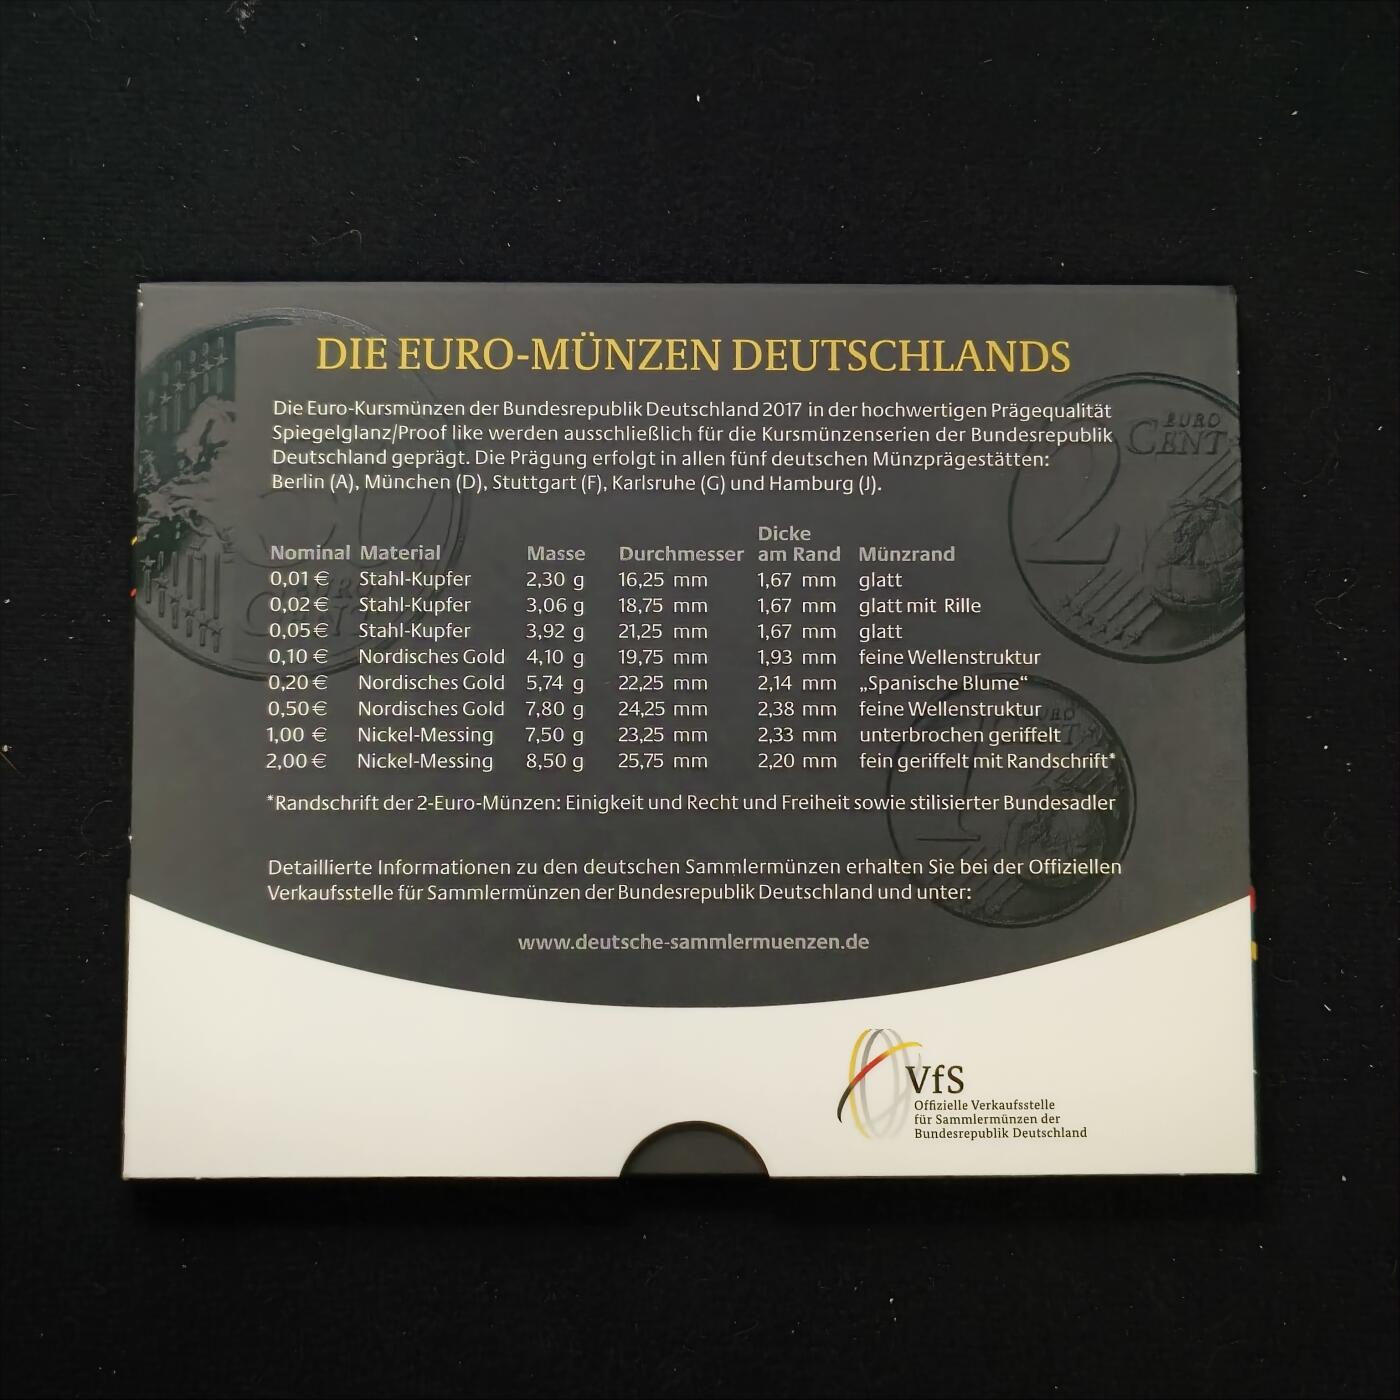 DIE EURO-MÜNZEN DEUTSCHLANDS
Die Euro-Kursmünzen der Bundesrepublik Deutschland 2017 in der hochwertigen Prägequalität
Spiegelglanz/Proof like werden ausschließlich für die Kursmünzenserien der Bundesrepublik
Deutschland geprägt. Die Prägung erfolgt in allen fünf deutschen Münzprägestätten:
Berlin (A), München (D), Stuttgart (F), Karlsruhe (G) und Hamburg (J).
Nominal Material Masse Durchmesser Dicke am Rand Münzrand
0,01 € Stahl-Kupfer 2,30 g 16,25 mm 1,67 mm glatt
0,02 € Stahl-Kupfer 3,06 g 18,75 mm 1,67 mm glatt mit Rille
0,05 € Stahl-Kupfer 3,92 g 21,25 mm 1,67 mm glatt
0,10 € Nordisches Gold 4,10 g 19,75 mm 1,93 mm feine Wellenstruktur
0,20 € Nordisches Gold 5,74 g 22,25 mm 2,14 mm „Spanische Blume“
0,50 € Nordisches Gold 7,80 g 24,25 mm 2,38 mm feine Wellenstruktur
1,00 € Nickel-Messing 7,50 g 23,25 mm 2,33 mm unterbrochen geriffelt
2,00 € Nickel-Messing 8,50 g 25,75 mm 2,20 mm fein geriffelt mit Randschrift*
*Randschrift der 2-Euro-Münzen: Einigkeit und Recht und Freiheit sowie stilisierter Bundesadler
Detaillierte Informationen zu den deutschen Sammlermünzen erhalten Sie bei der Offiziellen
Verkaufsstelle für Sammlermünzen der Bundesrepublik Deutschland und unter:
www.deutsche-sammlermuenzen.de
VfS
Offizielle Verkaufsstelle
für Sammlermünzen der
Bundesrepublik Deutschland
2 EURO
CENT